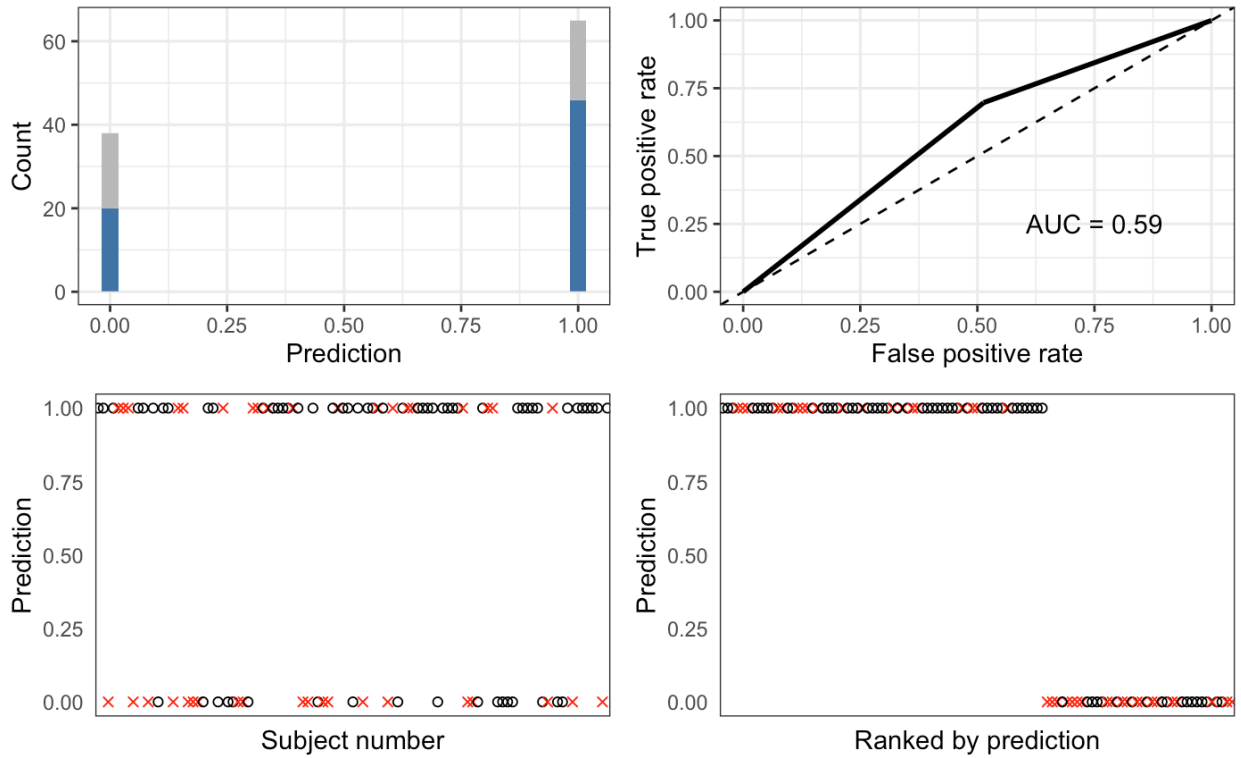 60
40
20
0
Count
0.00 0.25 0.50 0.75 1.00
Prediction
1.00
0.75
0.50
0.25
0.00
True positive rate
AUC = 0.59
0.00 0.25 0.50 0.75 1.00
False positive rate
1.00
0.75
0.50
0.25
0.00
Prediction
Subject number
1.00
0.75
0.50
0.25
0.00
Prediction
Ranked by prediction